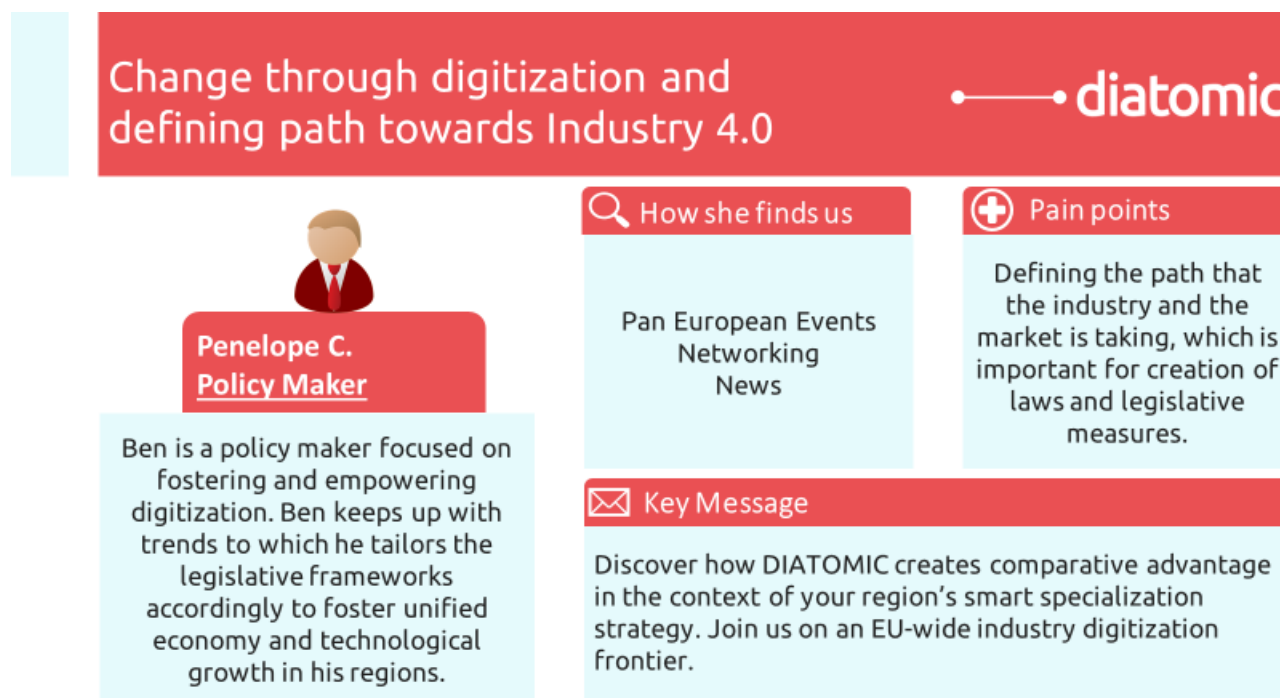 Change through digitization and
defining path towards Industry 4.0
diatomic
Penelope C.
Policy Maker
Ben is a policy maker focused on
fostering and empowering
digitization. Ben keeps up with
trends to which he tailors the
legislative frameworks
accordingly to foster unified
economy and technological
growth in his regions.
How she finds us
Pan European Events
Networking
News
Pain points
Defining the path that
the industry and the
market is taking, which is
important for creation of
laws and legislative
measures.
Key Message
Discover how DIATOMIC creates comparative advantage
in the context of your region's smart specialization
strategy. Join us on an EU-wide industry digitization
frontier.